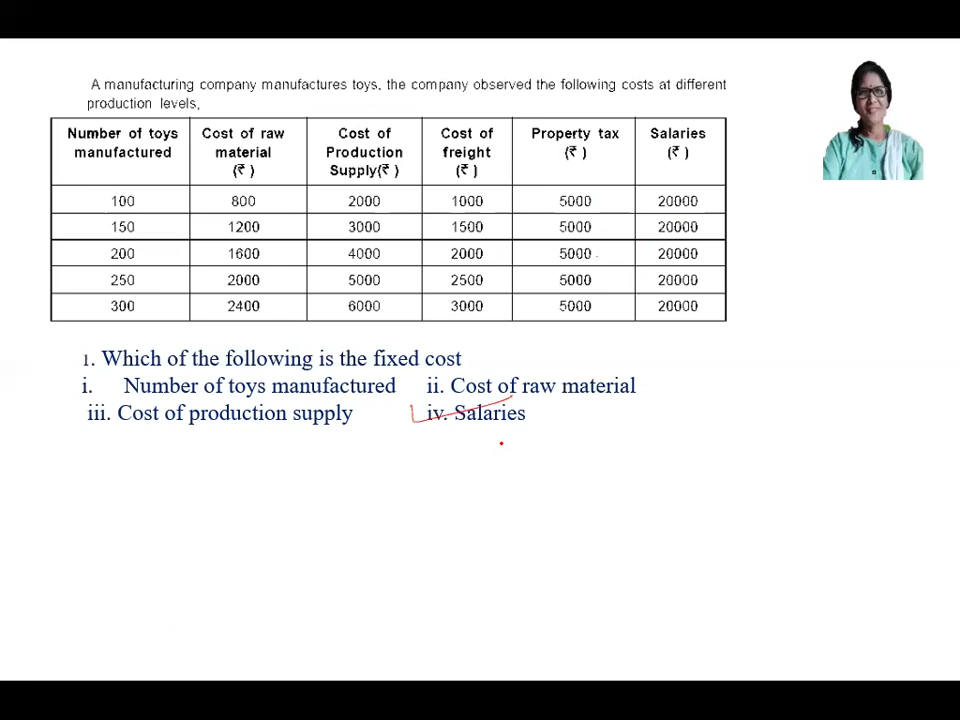 A manufacturing company manufactures toys, the company observed the following costs at different
production levels,
Number of toys manufactured Cost of raw material (₹ ) Cost of Production Supply(₹ ) Cost of freight (₹ ) Property tax (₹ ) Salaries (₹ )
100 800 2000 1000 5000 20000
150 1200 3000 1500 5000 20000
200 1600 4000 2000 5000 20000
250 2000 5000 2500 5000 20000
300 2400 6000 3000 5000 20000
1. Which of the following is the fixed cost
i. Number of toys manufactured ii. Cost of raw material
iii. Cost of production supply iv. Salaries